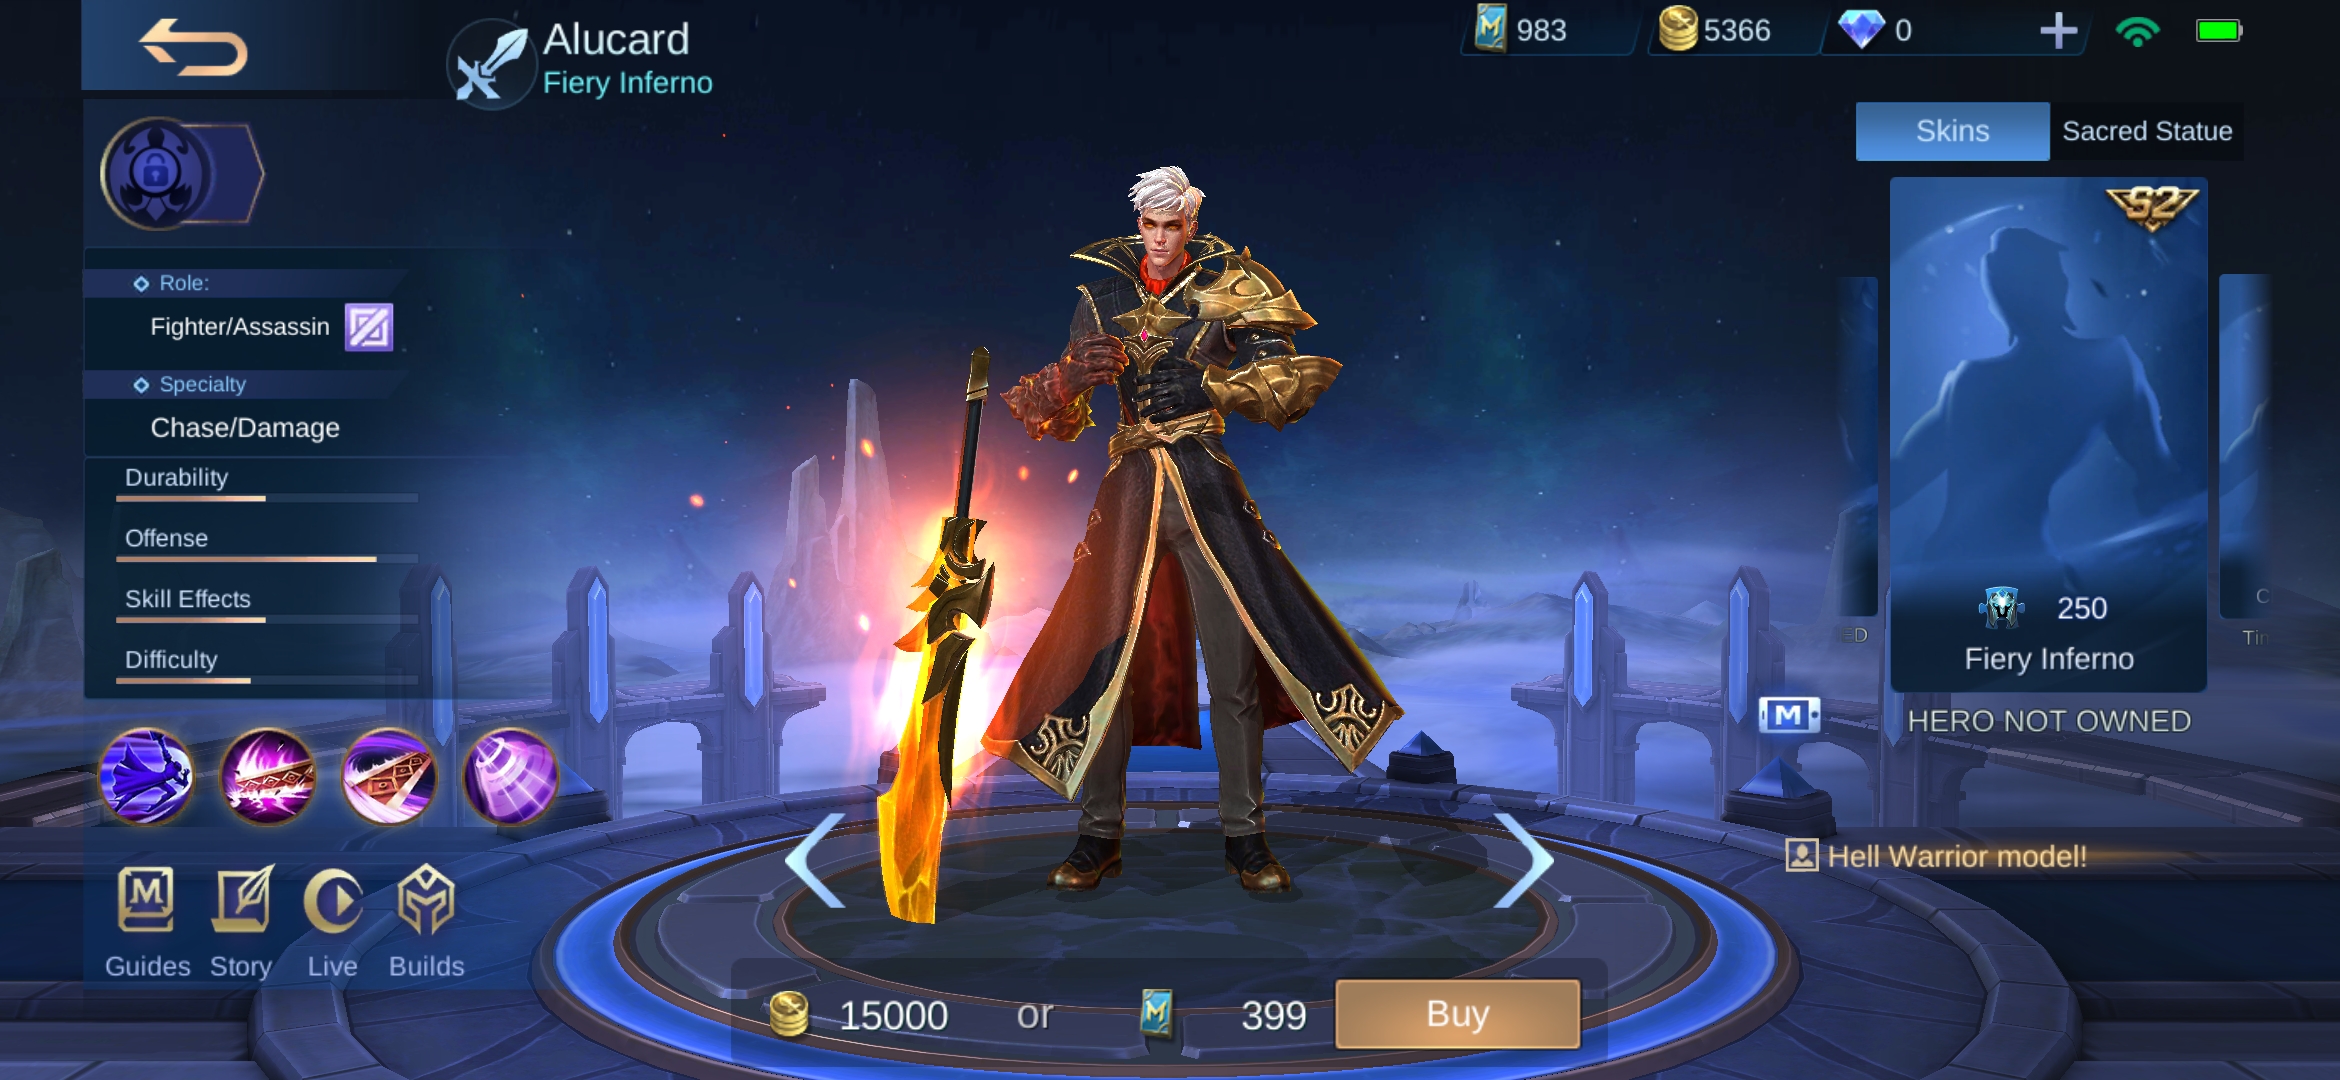 Alucard
Fiery Inferno
983
5366
0
Skins
Sacred Statue
S2
Role:
Fighter/Assassin
Specialty
Chase/Damage
Durability
Offense
Skill Effects
Difficulty
250
Fiery Inferno
HERO NOT OWNED
M
Hell Warrior model!
Guides
Story
Live
Builds
15000
or
399
Buy